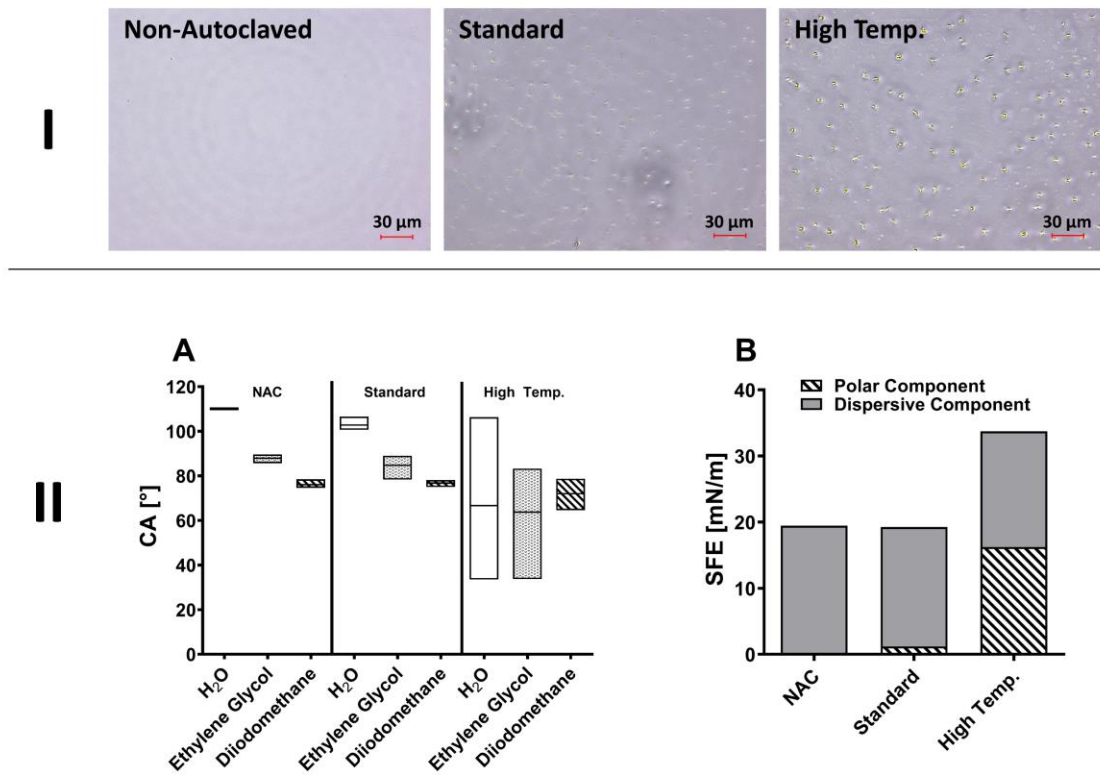 Non-Autoclaved
Standard
High Temp.
I
30 µm
30 µm
30 µm
II
A
NAC
Standard
High Temp.
CA [°]
120
100
80
60
40
20
0
H₂O
Ethylene Glycol
Diiodomethane
H₂O
Ethylene Glycol
Diiodomethane
H₂O
Ethylene Glycol
Diiodomethane
B
Polar Component
Dispersive Component
SFE [mN/m]
40
30
20
10
0
NAC
Standard
High Temp.